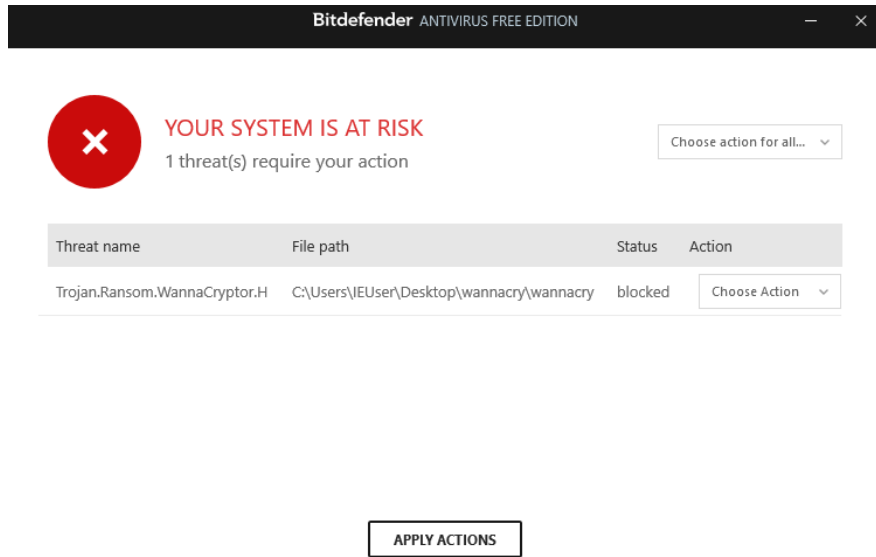 Bitdefender ANTIVIRUS FREE EDITION
YOUR SYSTEM IS AT RISK
1 threat(s) require your action
Choose action for all...
Threat name File path Status Action
Trojan.Ransom.WannaCryptor.H C:\Users\IEUser\Desktop\wannacry\wannacry blocked Choose Action
APPLY ACTIONS